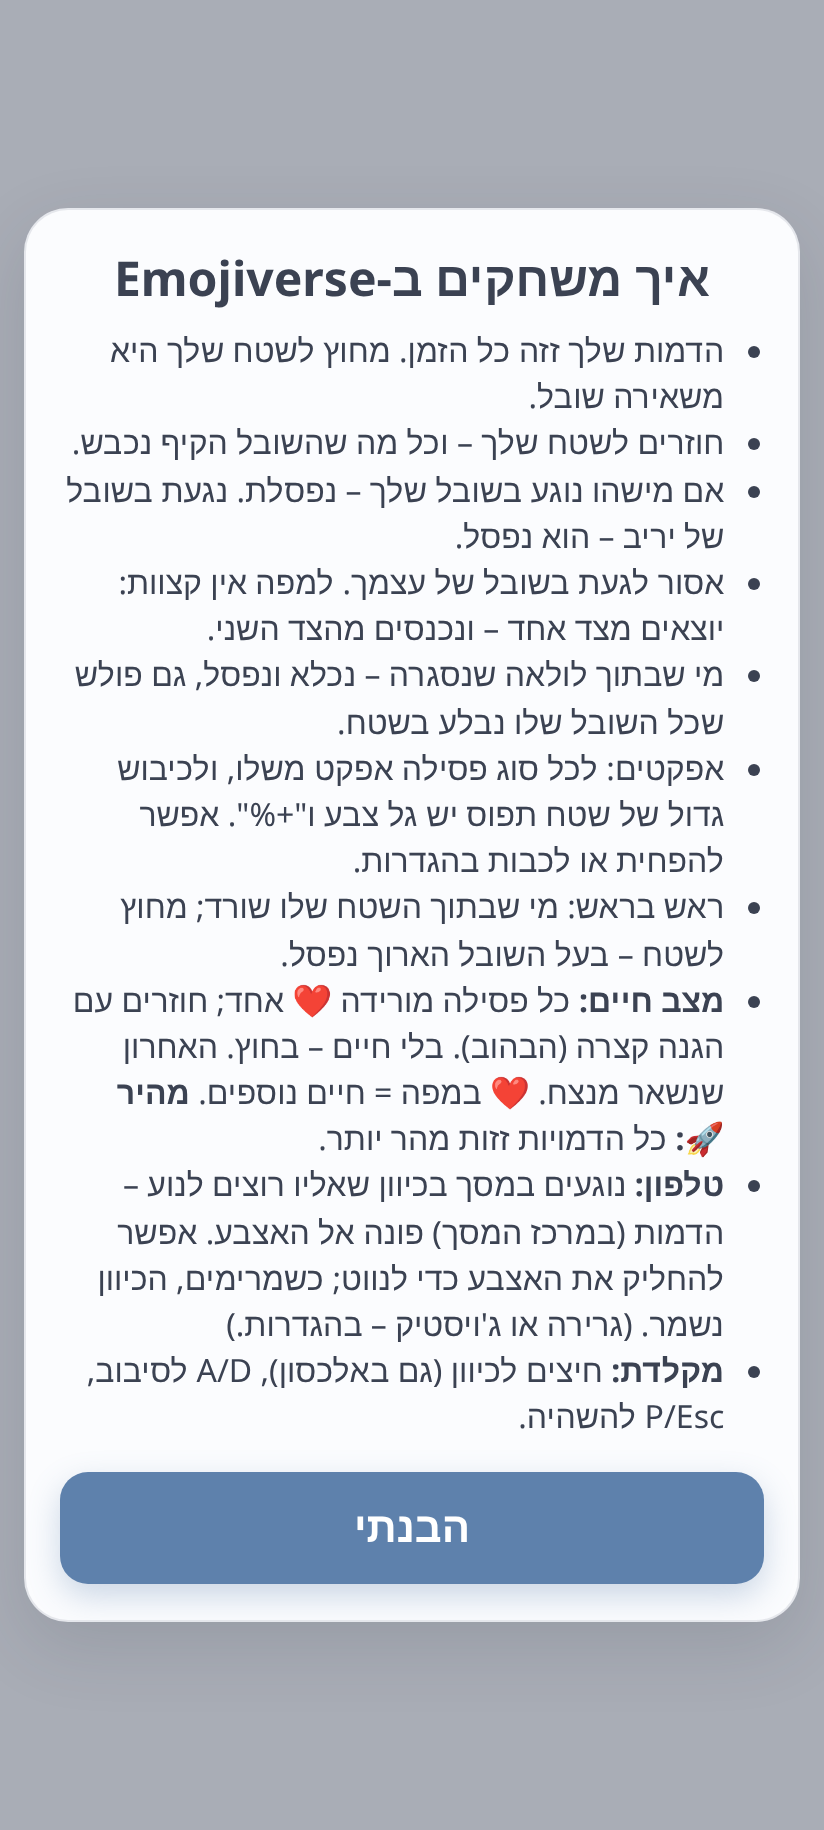 איך משחקים ב-Emojiverse
• הדמות שלך זזה כל הזמן. מחוץ לשטח שלך היא
משאירה שובל.
• חוזרים לשטח שלך – וכל מה שהשובל הקיף נכבש.
• אם מישהו נוגע בשובל שלך – נפסלת. נגעת בשובל
של יריב – הוא נפסל.
• אסור לגעת בשובל של עצמך. למפה אין קצוות:
יוצאים מצד אחד – ונכנסים מהצד השני.
• מי שבתוך לולאה שנסגרה – נכלא ונפסל, גם פולש
שכל השובל שלו נבלע בשטח.
• אפקטים: לכל סוג פסילה אפקט משלו, ולכיבוש
גדול של שטח תפוס יש גל צבע ו"+%". אפשר
להפחית או לכבות בהגדרות.
• ראש בראש: מי שבתוך השטח שלו שורד; מחוץ
לשטח – בעל השובל הארוך נפסל.
• מצב חיים: כל פסילה מורידה ❤️ אחד; חוזרים עם
הגנה קצרה (הבהוב). בלי חיים – בחוץ. האחרון
שנשאר מנצח. ❤️ במפה = חיים נוספים. מהיר
🚀: כל הדמויות זזות מהר יותר.
• טלפון: נוגעים במסך בכיוון שאליו רוצים לנוע –
הדמות (במרכז המסך) פונה אל האצבע. אפשר
להחליק את האצבע כדי לנווט; כשמרימים, הכיוון
נשמר. (גרירה או ג'ויסטיק – בהגדרות.)
• מקלדת: חיצים לכיוון (גם באלכסון), A/D לסיבוב,
P/Esc להשהיה.
הבנתי